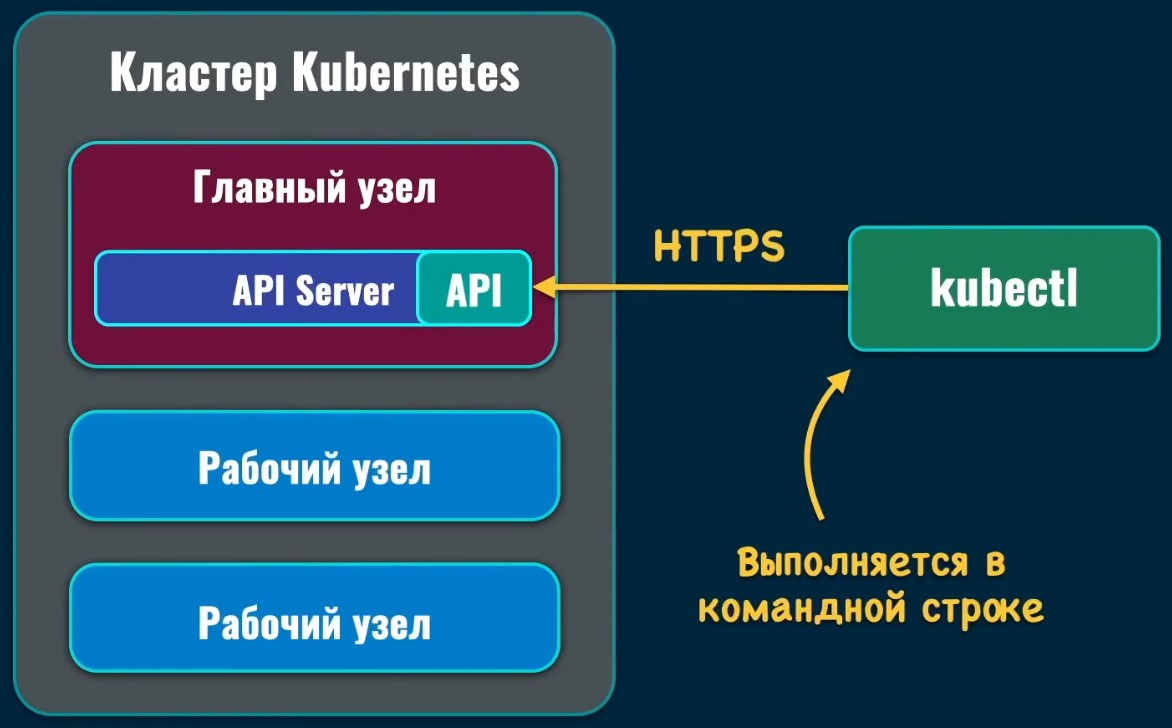 Кластер Kubernetes
Главный узел
API Server
API
HTTPS
kubectl
Рабочий узел
Рабочий узел
Выполняется в
командной строке